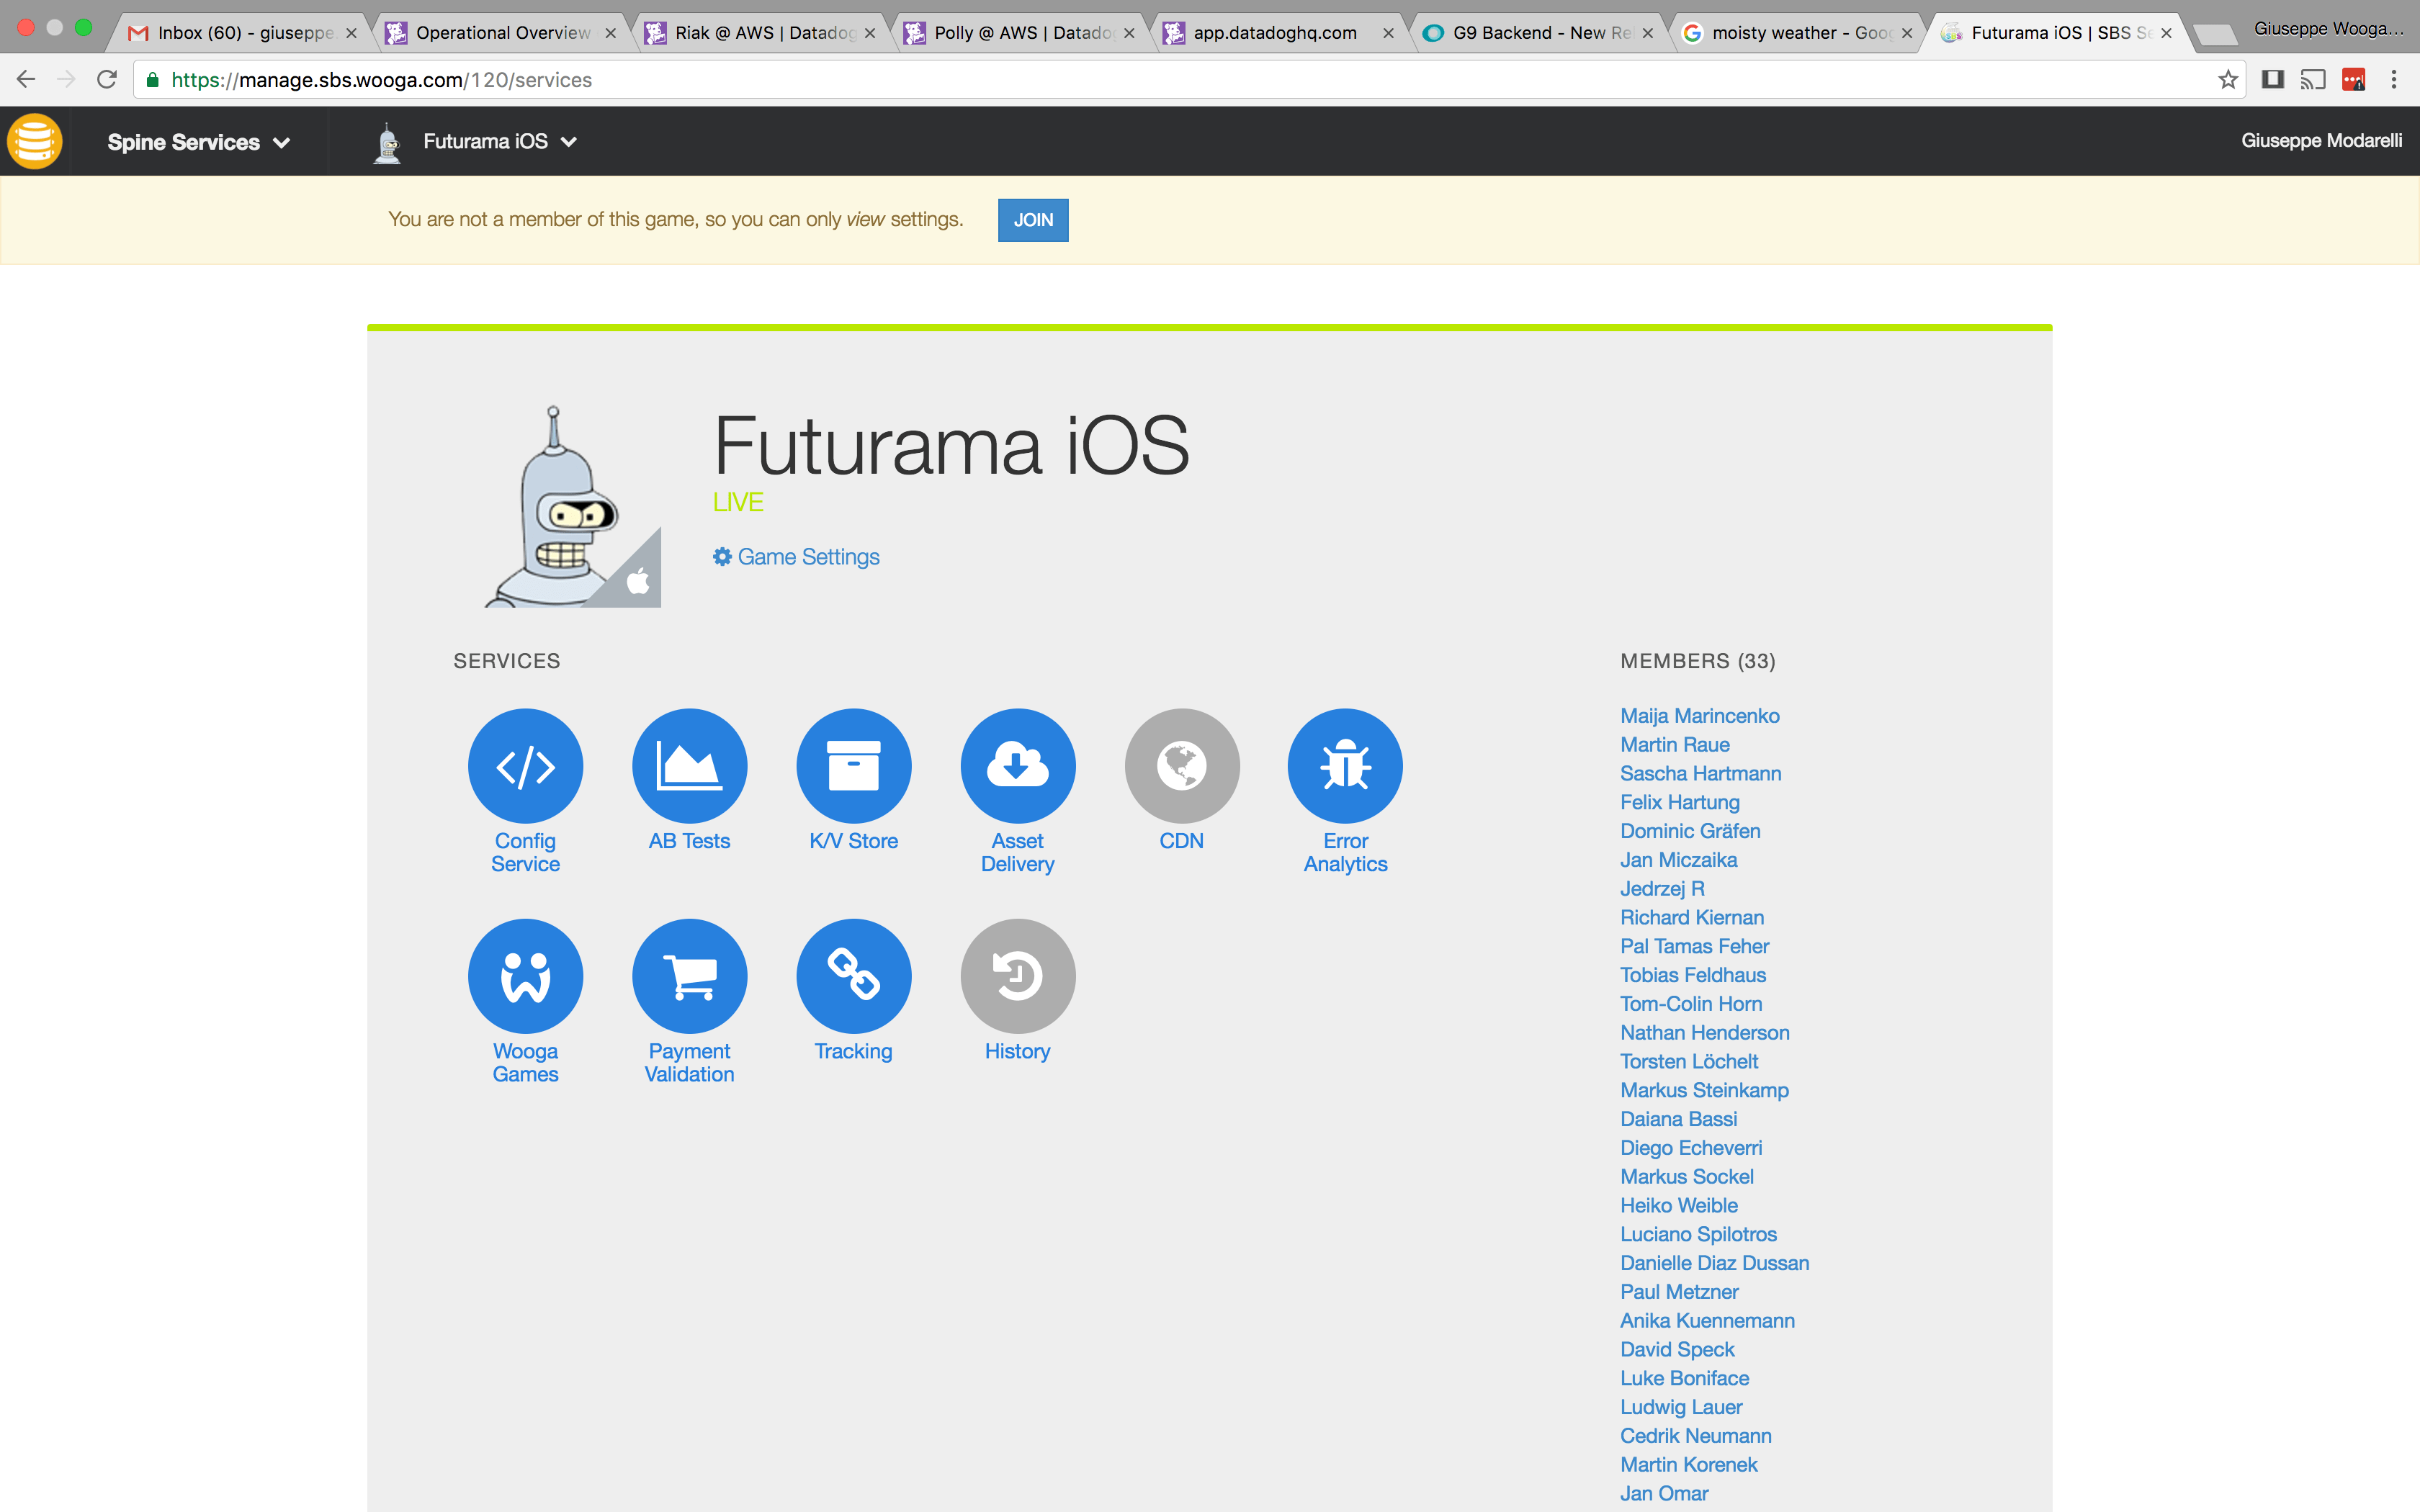 Inbox (60) - giuseppe.
Operational Overview
Riak @ AWS | Datadog
Polly @ AWS | Datadog
app.datadoghq.com
G9 Backend - New Re
moisty weather - Goog
Futurama iOS | SBS Se
Giuseppe Wooga...
https://manage.sbs.wooga.com/120/services
Spine Services
Futurama iOS
Giuseppe Modarelli
You are not a member of this game, so you can only view settings.
JOIN
Futurama iOS
LIVE
Game Settings
SERVICES
Config
Service
AB Tests
K/V Store
Asset
Delivery
CDN
Error
Analytics
Wooga
Games
Payment
Validation
Tracking
History
MEMBERS (33)
Maija Marincenko
Martin Raue
Sascha Hartmann
Felix Hartung
Dominic Gräfen
Jan Miczaika
Jedrzej R
Richard Kiernan
Pal Tamas Feher
Tobias Feldhaus
Tom-Colin Horn
Nathan Henderson
Torsten Löchelt
Markus Steinkamp
Daiana Bassi
Diego Echeverri
Markus Sockel
Heiko Weible
Luciano Spilotros
Danielle Diaz Dussan
Paul Metzner
Anika Kuennemann
David Speck
Luke Boniface
Ludwig Lauer
Cedrik Neumann
Martin Korenek
Jan Omar